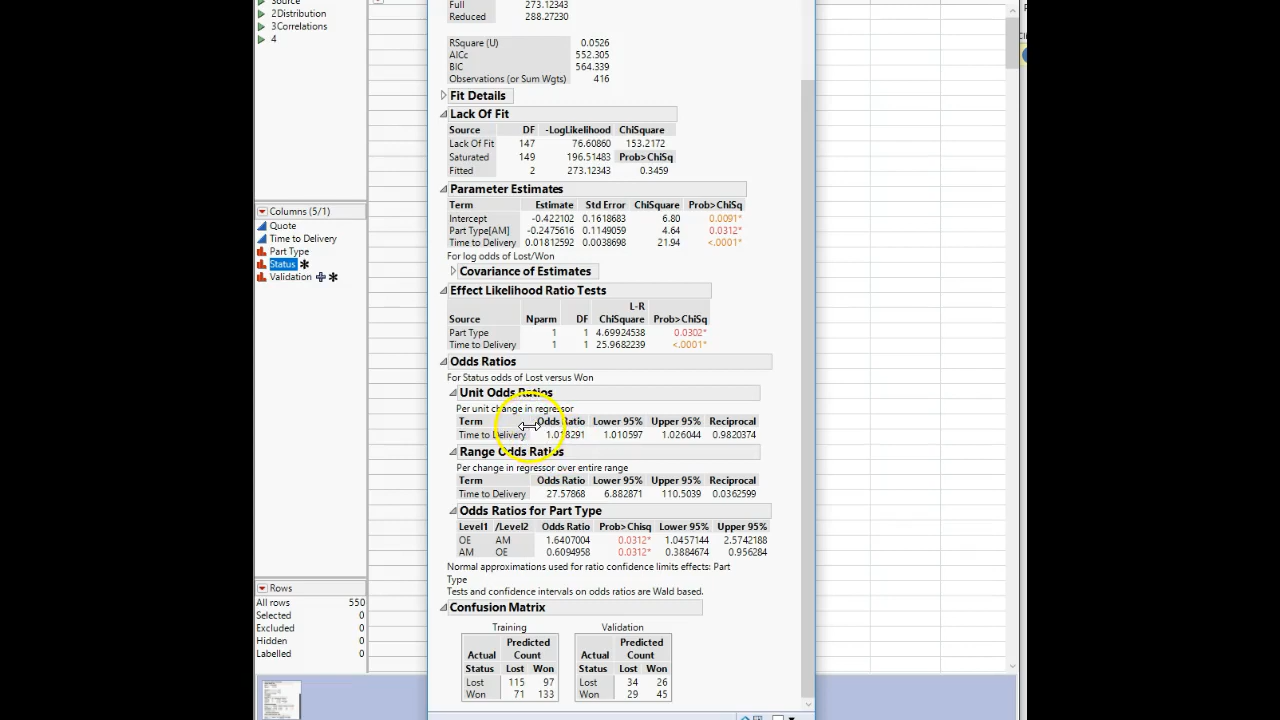 Source
2Distribution
3Correlations
4
Columns (5/1)
Quote
Time to Delivery
Part Type
Status
Validation
Rows
All rows 550
Selected 0
Excluded 0
Hidden 0
Labelled 0
Full 273.12343
Reduced 288.27230
RSquare (U) 0.0526
AICc 552.305
BIC 564.339
Observations (or Sum Wgts) 416
Fit Details
Lack Of Fit
Source DF -LogLikelihood ChiSquare
Lack Of Fit 147 76.60860 153.2172
Saturated 149 196.51483 Prob>ChiSq
Fitted 2 273.12343 0.3459
Parameter Estimates
Term Estimate Std Error ChiSquare Prob>ChiSq
Intercept -0.422102 0.1618683 6.80 0.0091*
Part Type[AM] -0.2475616 0.1149059 4.64 0.0312*
Time to Delivery 0.01812592 0.0038698 21.94 <.0001*
For log odds of Lost/Won
Covariance of Estimates
Effect Likelihood Ratio Tests
L-R
Source Nparm DF ChiSquare Prob>ChiSq
Part Type 1 1 4.69924538 0.0302*
Time to Delivery 1 1 25.9682239 <.0001*
Odds Ratios
For Status odds of Lost versus Won
Unit Odds Ratios
Per unit change in regressor
Term Odds Ratio Lower 95% Upper 95% Reciprocal
Time to Delivery 1.018291 1.010597 1.026044 0.9820374
Range Odds Ratios
Per change in regressor over entire range
Term Odds Ratio Lower 95% Upper 95% Reciprocal
Time to Delivery 27.57868 6.882871 110.5039 0.0362599
Odds Ratios for Part Type
Level1 /Level2 Odds Ratio Prob>Chisq Lower 95% Upper 95%
OE AM 1.6407004 0.0312* 1.0457144 2.5742188
AM OE 0.6094958 0.0312* 0.3884674 0.956284
Normal approximations used for ratio confidence limits effects: Part
Type
Tests and confidence intervals on odds ratios are Wald based.
Confusion Matrix
Training Validation
Predicted Predicted
Actual Count Actual Count
Status Lost Won Status Lost Won
Lost 115 97 Lost 34 26
Won 71 133 Won 29 45